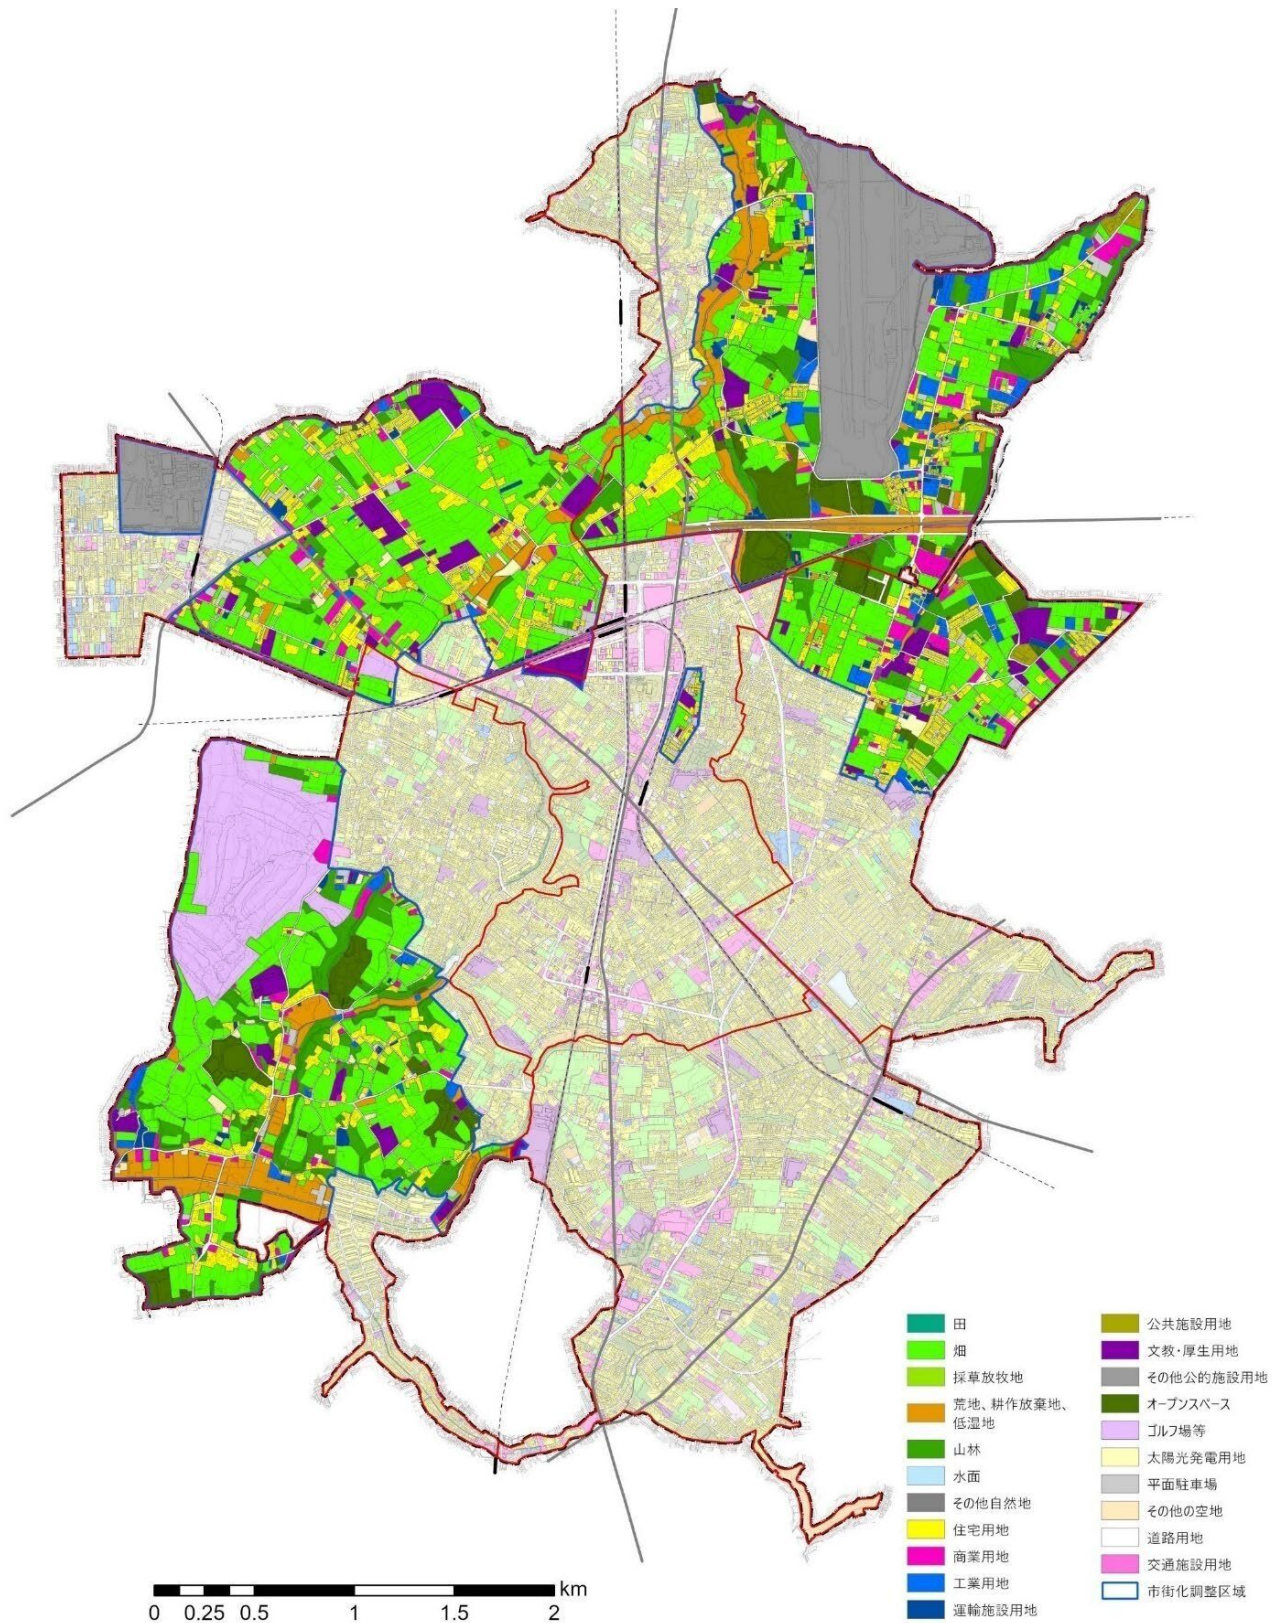 田
畑
採草放牧地
荒地、耕作放棄地、
低湿地
山林
水面
その他自然地
住宅用地
商業用地
工業用地
運輸施設用地
公共施設用地
文教・厚生用地
その他公的施設用地
オープンスペース
ゴルフ場等
太陽光発電用地
平面駐車場
その他の空地
道路用地
交通施設用地
市街化調整区域
km
0 0.25 0.5 1 1.5 2